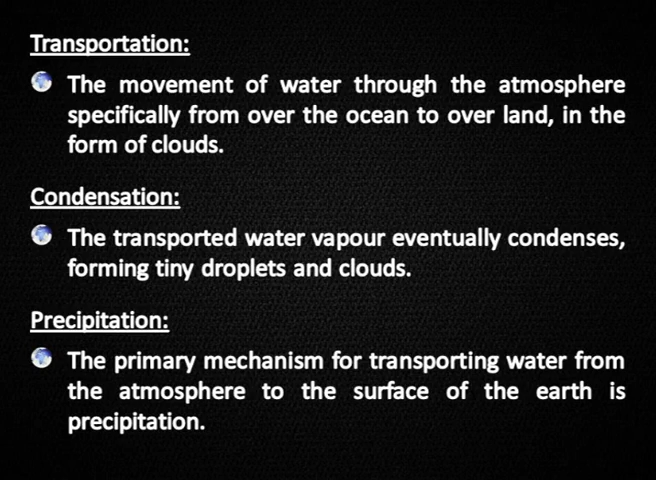 Transportation:
The movement of water through the atmosphere
specifically from over the ocean to over land, in the
form of clouds.
Condensation:
The transported water vapour eventually condenses,
forming tiny droplets and clouds.
Precipitation:
The primary mechanism for transporting water from
the atmosphere to the surface of the earth is
precipitation.